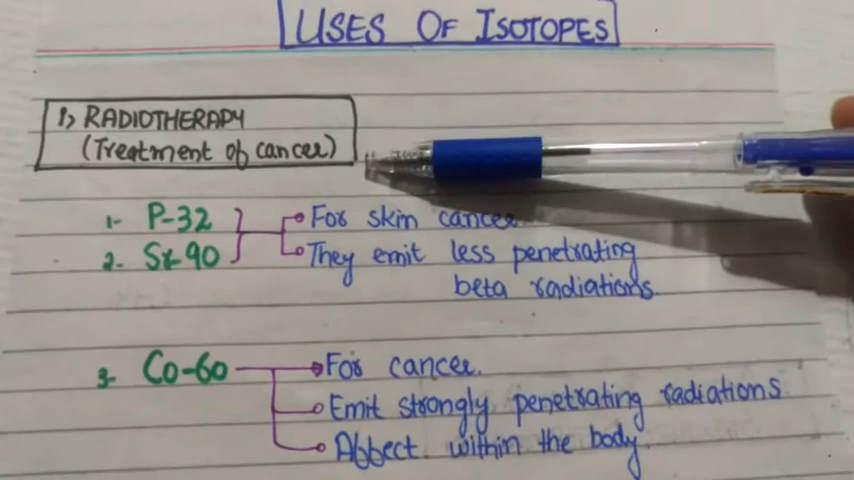 USES OF ISOTOPES
1) RADIOTHERAPY
(Treatment of cancer)
1- P-32
For skin cancer
2- Sr-90
They emit less penetrating
beta radiations.
3- Co-60
For cancer.
Emit strongly penetrating radiations
Abbect within the body.